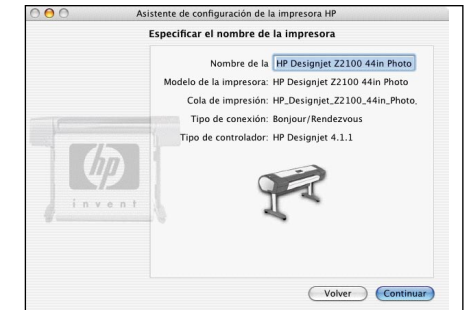 Asistente de configuración de la impresora HP
Especificar el nombre de la impresora
Nombre de la HP Designjet Z2100 44in Photo
Modelo de la impresora: HP Designjet Z2100 44in Photo
Cola de impresión: HP_Designjet_Z2100_44in_Photo,
Tipo de conexión: Bonjour/Rendezvous
Tipo de controlador: HP Designjet 4.1.1
hp
invent
Volver Continuar